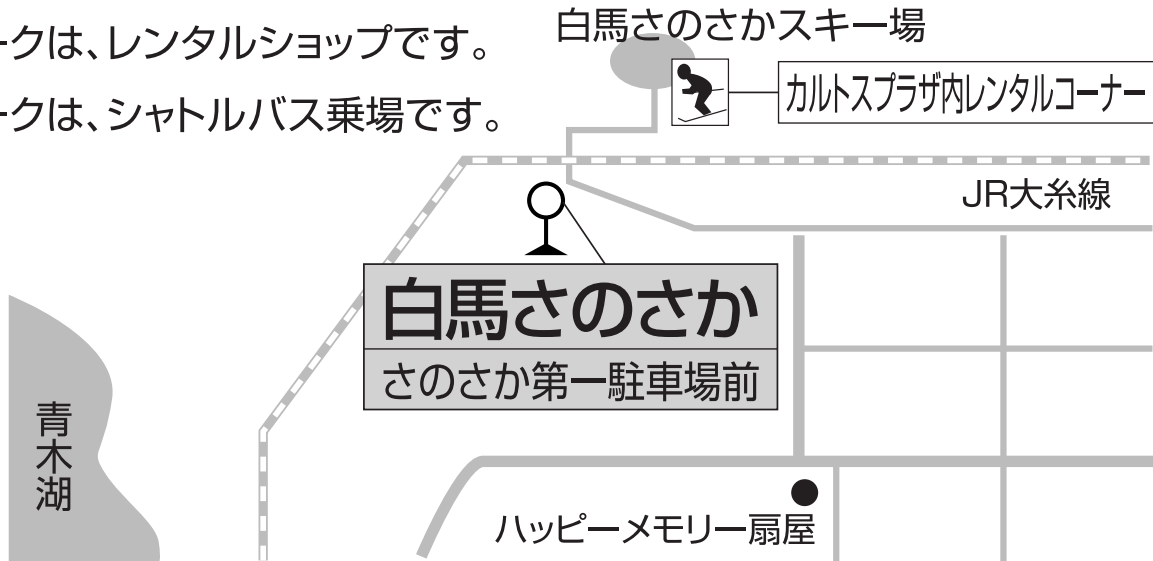 ークは、レンタルショップです。
ークは、シャトルバス乗場です。
白馬さのさかスキー場
カルトスプラザ内レンタルコーナー
JR大糸線
白馬さのさか
さのさか第一駐車場前
青木湖
ハッピーメモリー扇屋